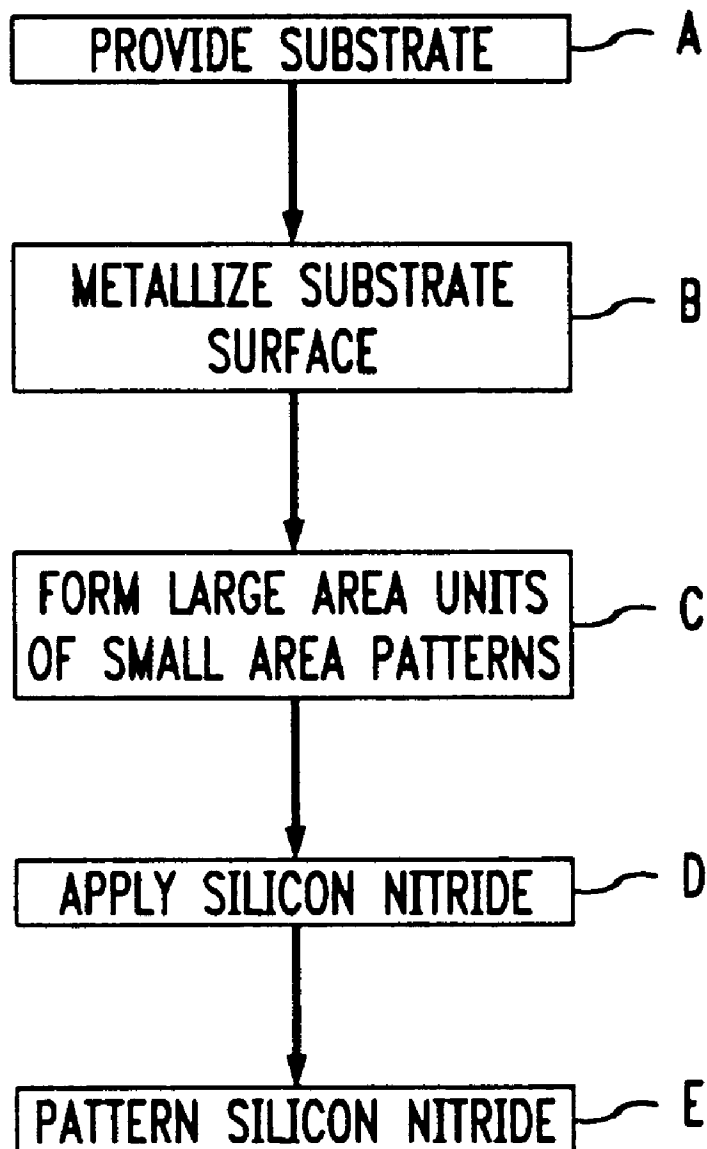 PROVIDE SUBSTRATE
A
METALLIZE SUBSTRATE
SURFACE
B
FORM LARGE AREA UNITS
OF SMALL AREA PATTERNS
C
APPLY SILICON NITRIDE
D
PATTERN SILICON NITRIDE
E